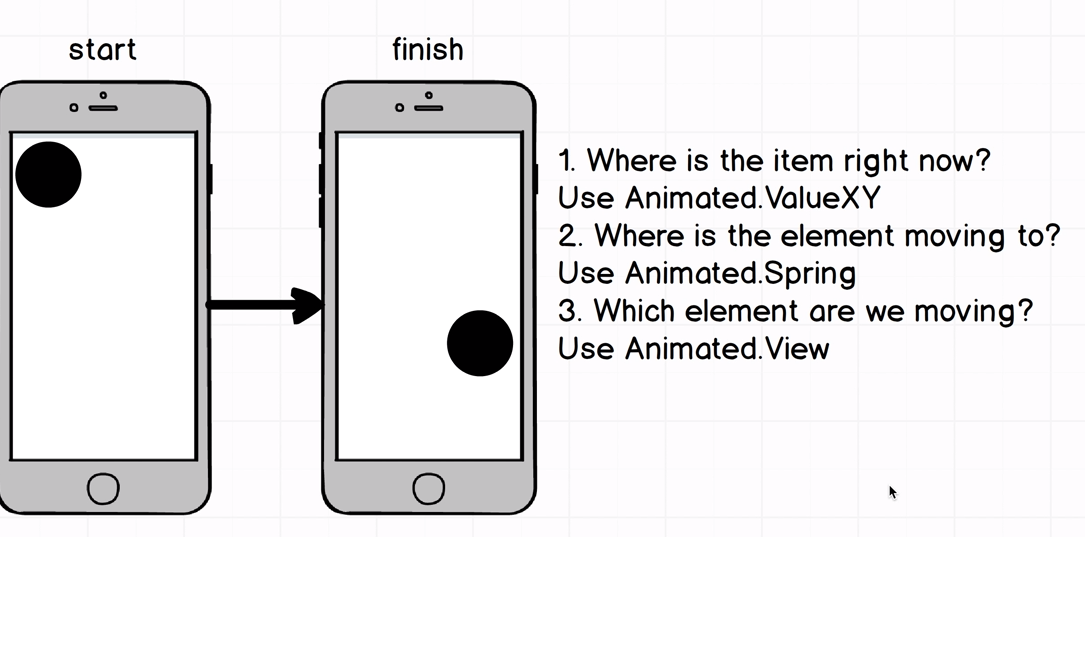 start
finish
1. Where is the item right now?
Use Animated.ValueXY
2. Where is the element moving to?
Use Animated.Spring
3. Which element are we moving?
Use Animated.View